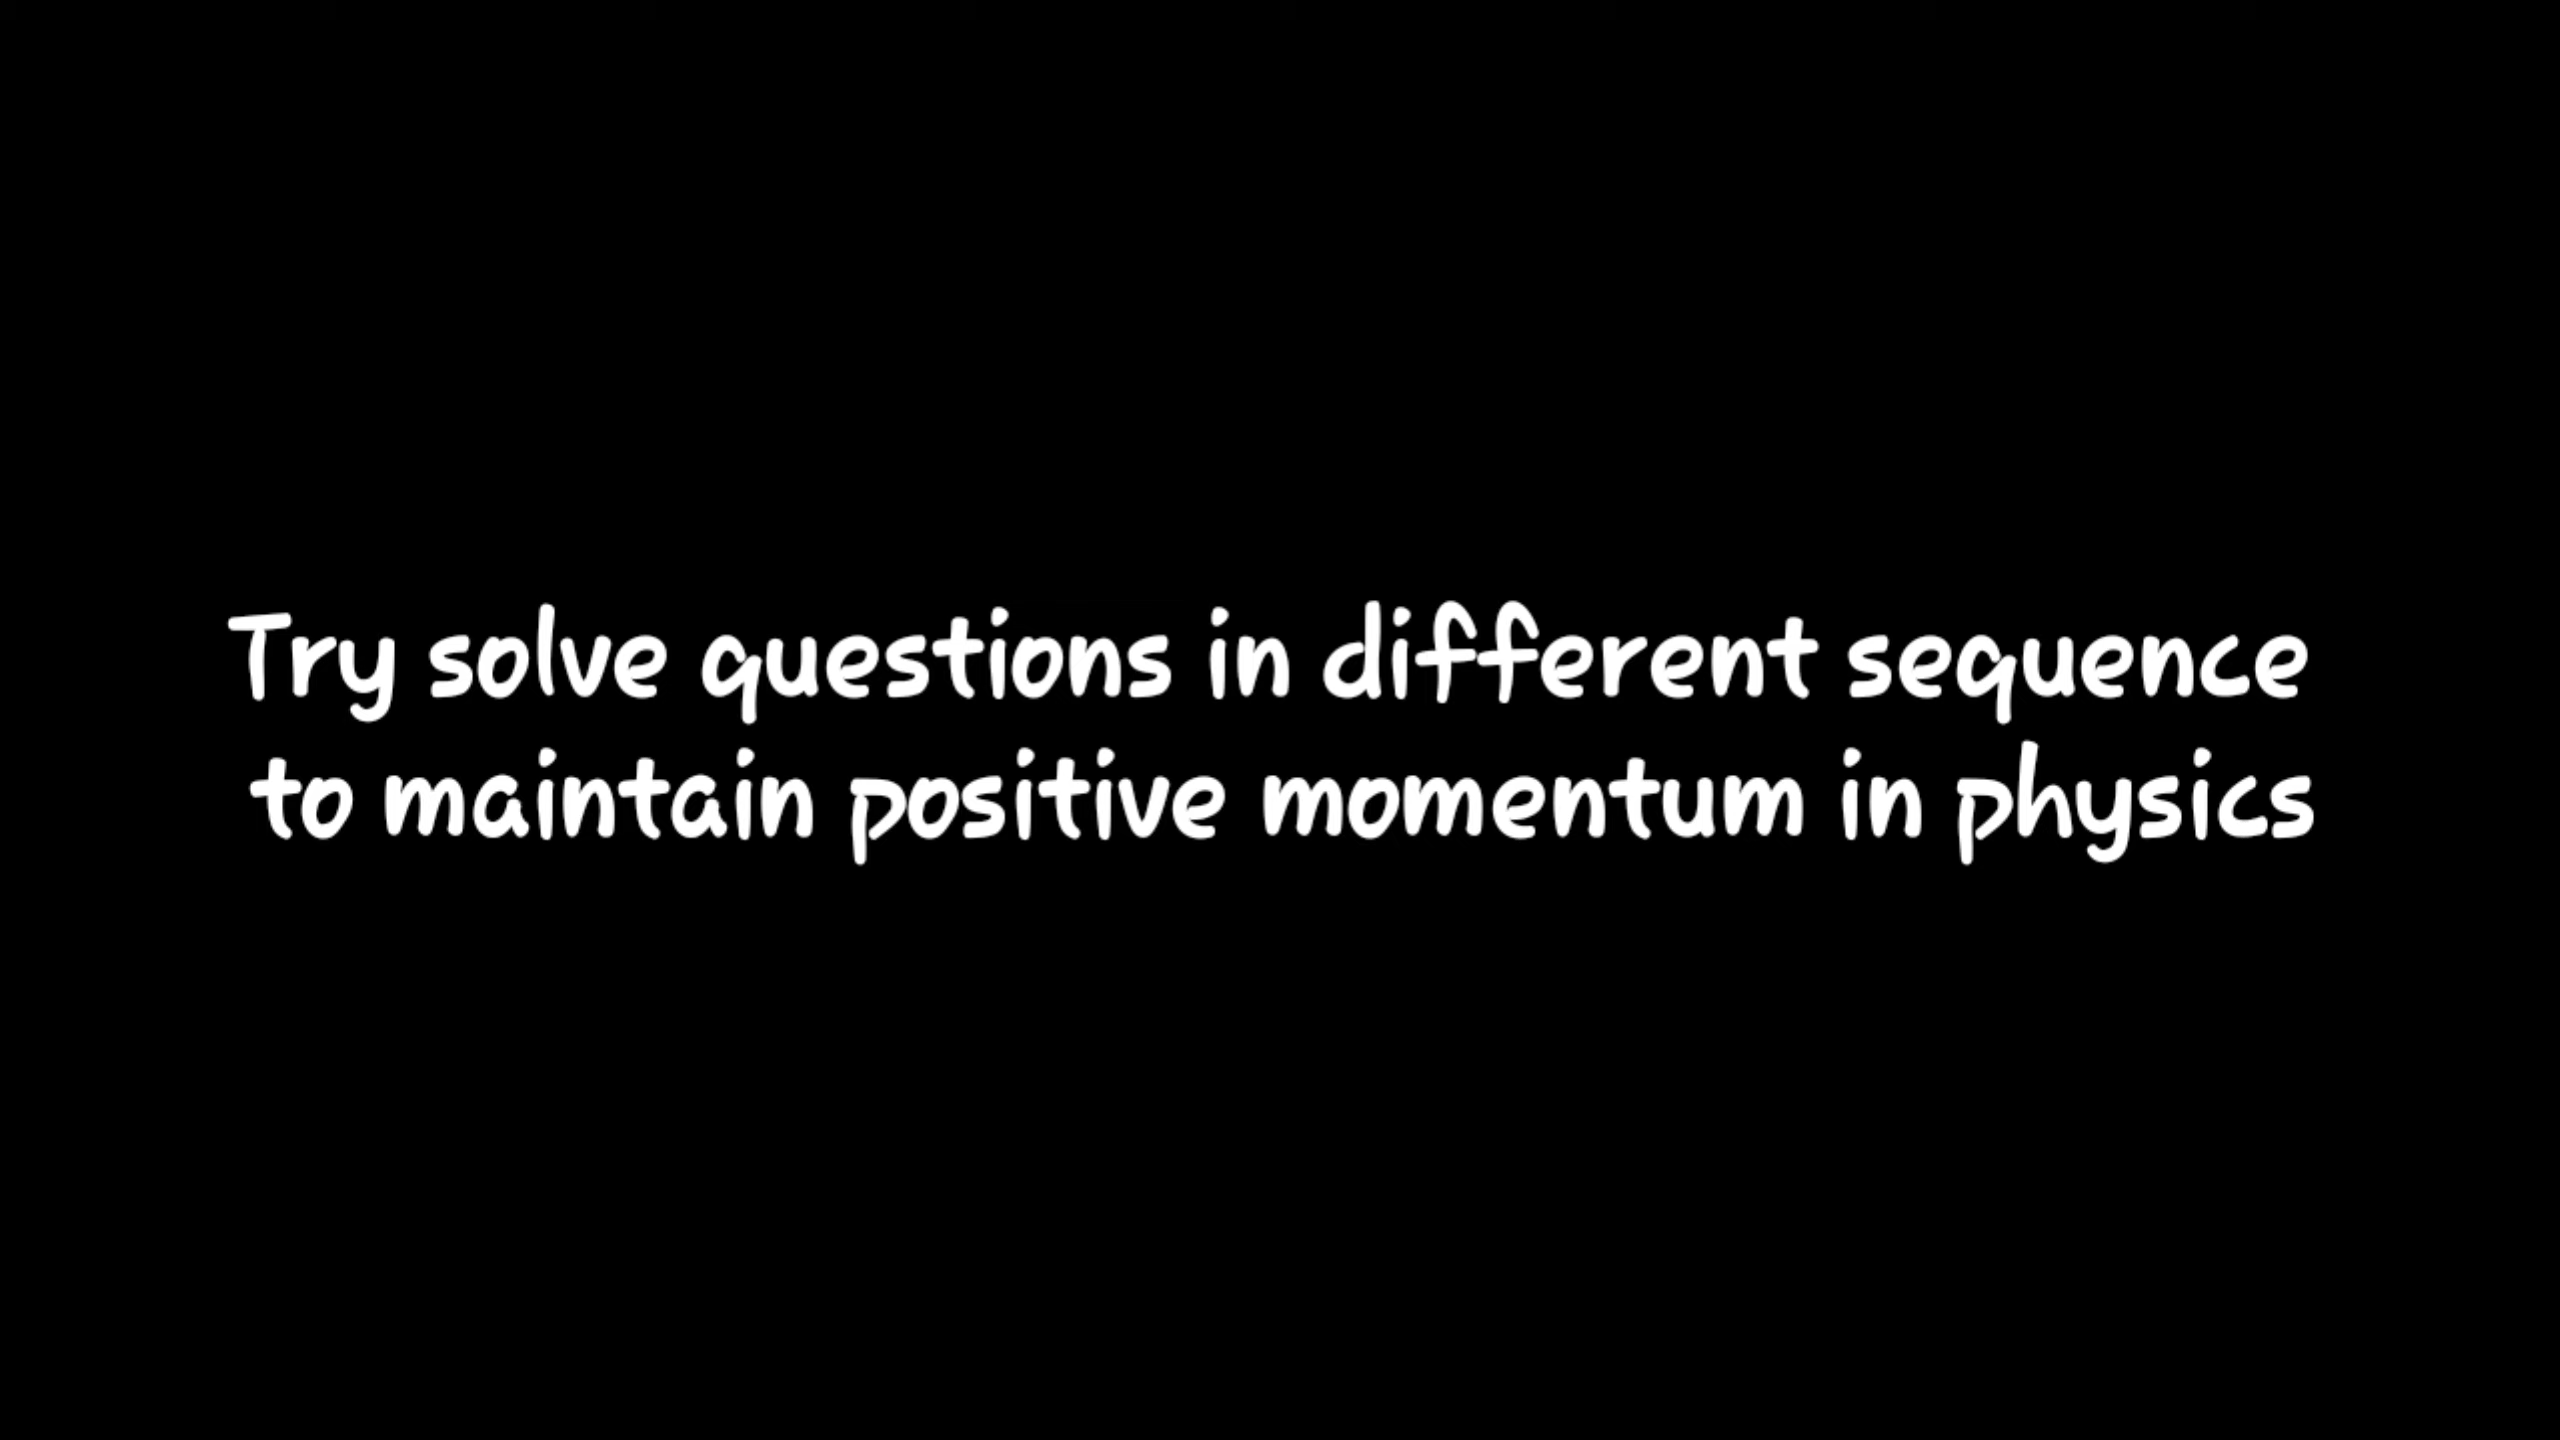 Try solve questions in different sequence
to maintain positive momentum in physics